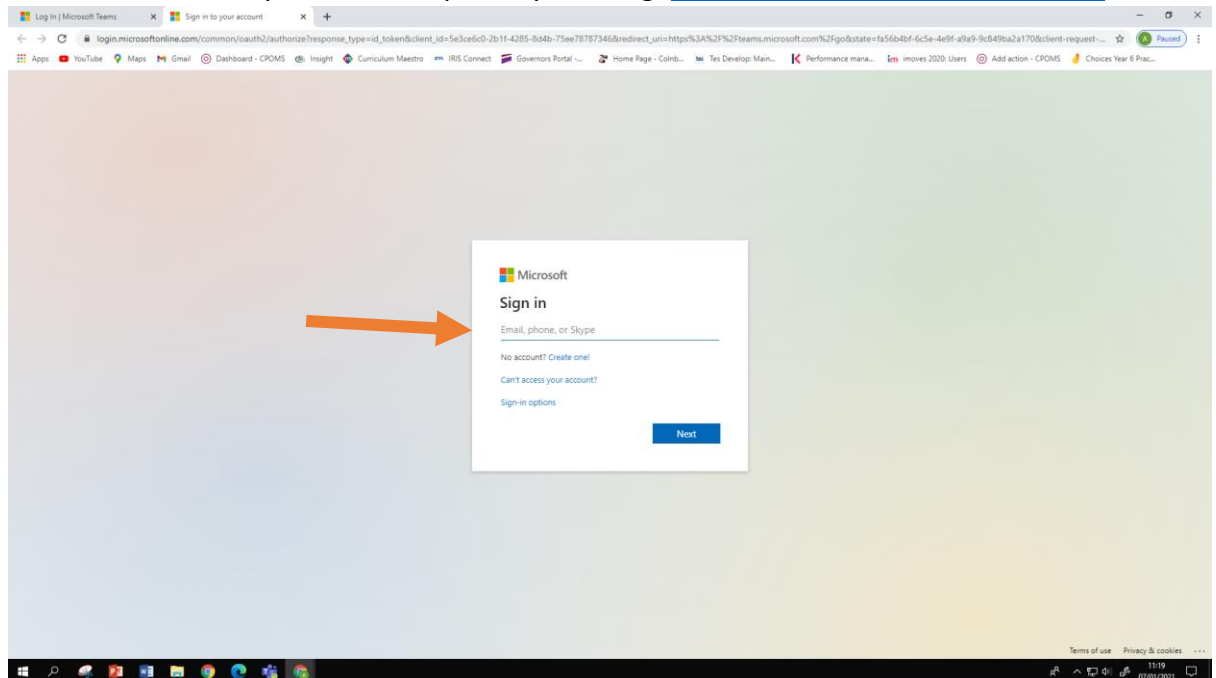 Log In | Microsoft Teams
Sign in to your account
login.microsoftonline.com/common/oauth2/authorize?response_type=id_token&client_id=5e3ce6c0-2b1f-4285-8d4b-75ee78787346&redirect_uri=https%3A%2F%2Fteams.microsoft.com%2Fgo&state=fa56b4bf-6c5e-4e9f-a9a9-9c849ba2a170&client-request-...
A Paused
Apps YouTube Maps Gmail Dashboard - CPOMS Insight Curriculum Maestro IRIS Connect Governors Portal -... Home Page - Colnb... Tes Develop: Main... Performance mana... imoves 2020: Users Add action - CPOMS Choices Year 6 Prac...
Microsoft
Sign in
Email, phone, or Skype
No account? Create one!
Can't access your account?
Sign-in options
Next
Terms of use Privacy & cookies ...
11:19
07/01/2021